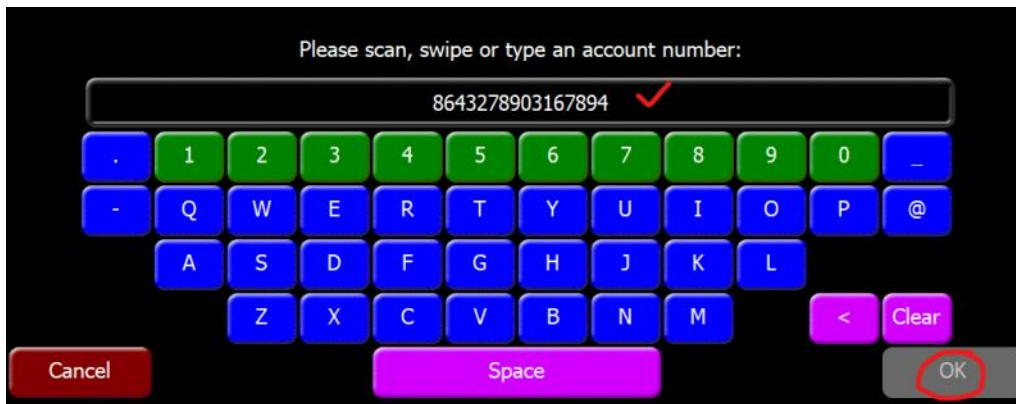 Please scan, swipe or type an account number:
8643278903167894
. 1 2 3 4 5 6 7 8 9 0 _
- Q W E R T Y U I O P @
A S D F G H J K L
Z X C V B N M < Clear
Cancel Space OK